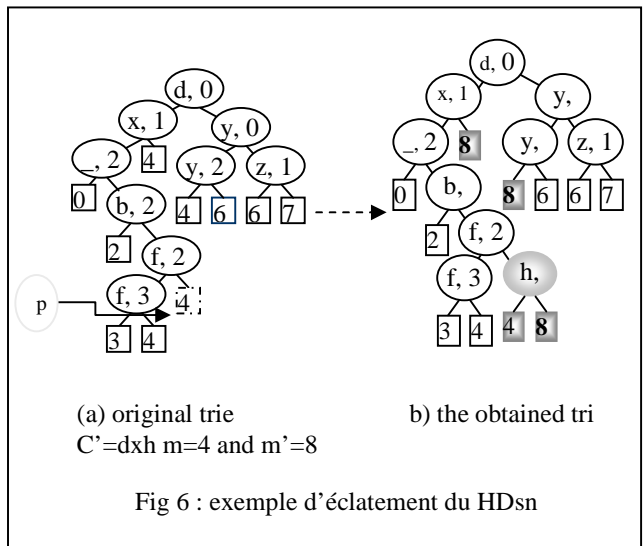 d, 0
x, 1
y, 0
_, 2
4
y, 2
z, 1
0
b, 2
4
6
6
7
2
f, 2
f, 3
4
p
3
4
d, 0
x, 1
y,
_, 2
8
y,
z, 1
0
b,
8
6
6
7
2
f, 2
f, 3
h,
3
4
4
8
(a) original trie
b) the obtained tri
C’=dxh m=4 and m’=8
Fig 6 : exemple d’éclatement du HDsn